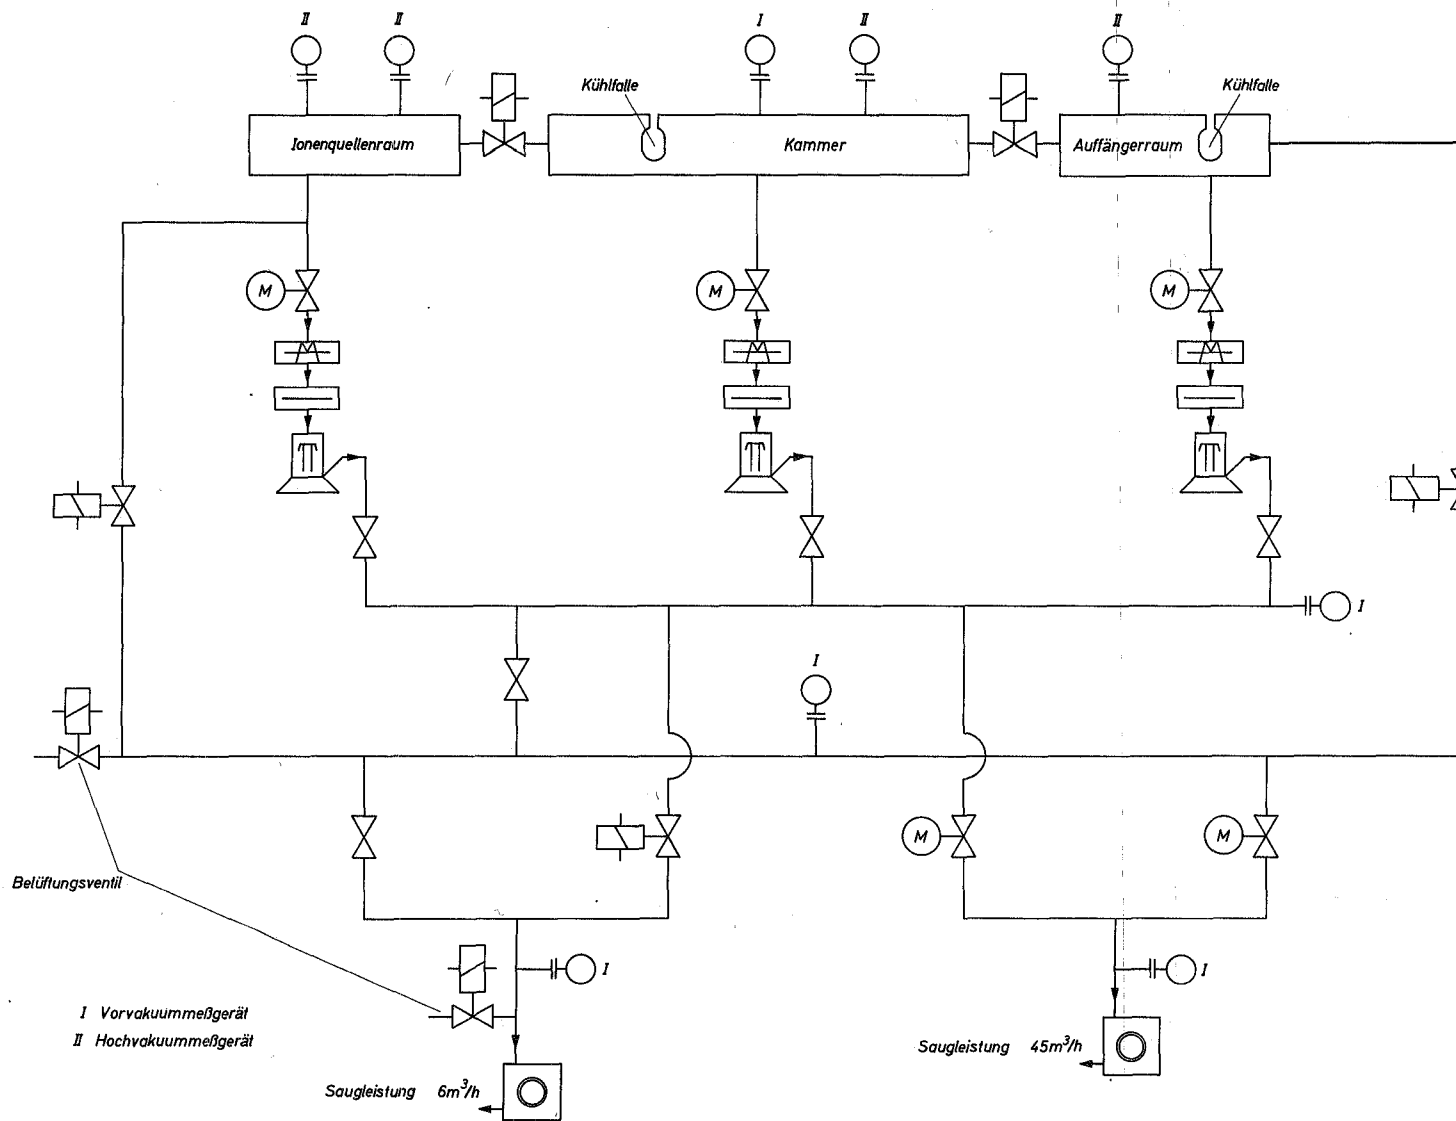 II II I II II
Kühlfalle Kühlfalle
Ionenquellenraum Kammer Auffängerraum
M M M
I
I
M M
Belüftungsventil
I I
I Vorvakuummeßgerät
II Hochvakuummeßgerät
Saugleistung 45m³/h
Saugleistung 6m³/h